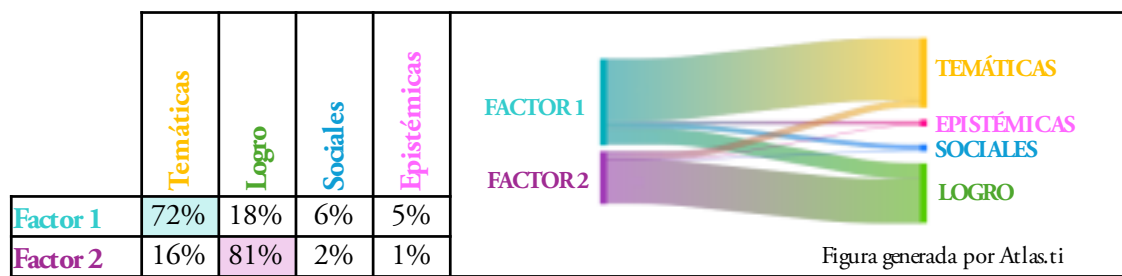 Temáticas
Logro
Sociales
Epistémicas
Factor 1 72% 18% 6% 5%
Factor 2 16% 81% 2% 1%
FACTOR 1
FACTOR 2
TEMÁTICAS
EPISTÉMICAS
SOCIALES
LOGRO
Figura generada por Atlas.ti